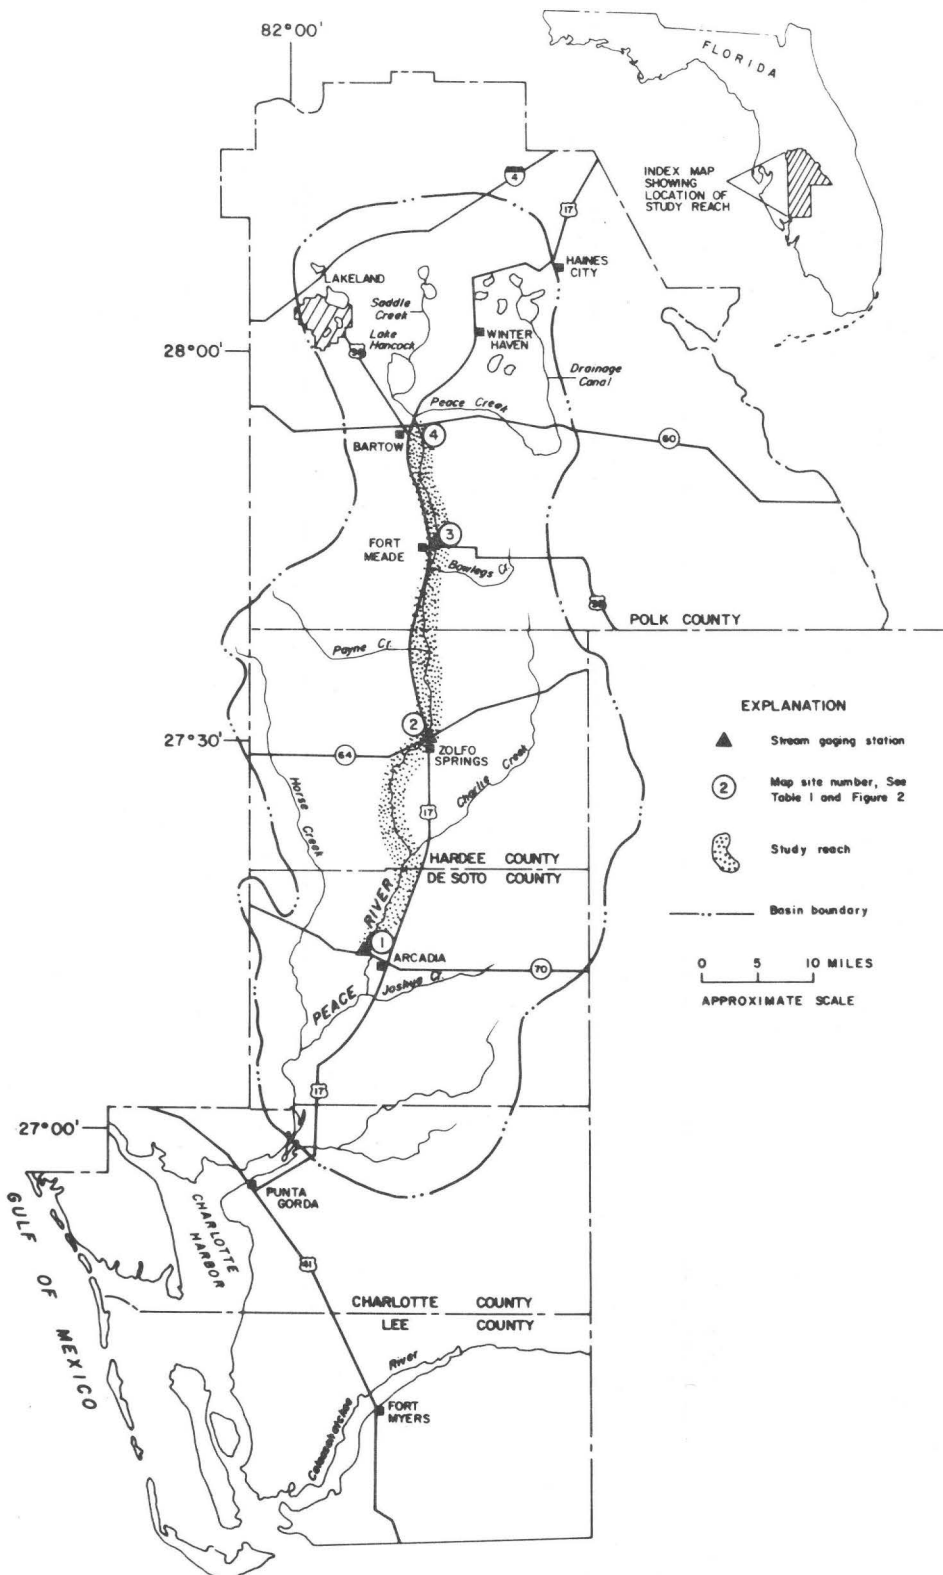 82°00'
FLORIDA
INDEX MAP
SHOWING
LOCATION OF
STUDY REACH
4
17
HAINES
CITY
LAKELAND
Saddle
Creek
Lake
Hancock
WINTER
HAVEN
28°00'
98
Drainage
Canal
Peace Creek
BARTOW
4
60
3
FORT
MEADE
Bowlegs Cr.
98
POLK COUNTY
Payne Cr.
2
27°30'
64
ZOLFO
SPRINGS
Horse Creek
Charlie Creek
17
HARDEE COUNTY
DE SOTO COUNTY
EXPLANATION
Stream gaging station
2
Map site number, See
Table 1 and Figure 2
Study reach
Basin boundary
0 5 10 MILES
APPROXIMATE SCALE
PEACE RIVER
1
ARCADIA
70
Joshua Cr.
17
27°00'
PUNTA
GORDA
CHARLOTTE
HARBOR
GULF OF MEXICO
41
CHARLOTTE COUNTY
LEE COUNTY
Caloosahatchee River
FORT
MYERS